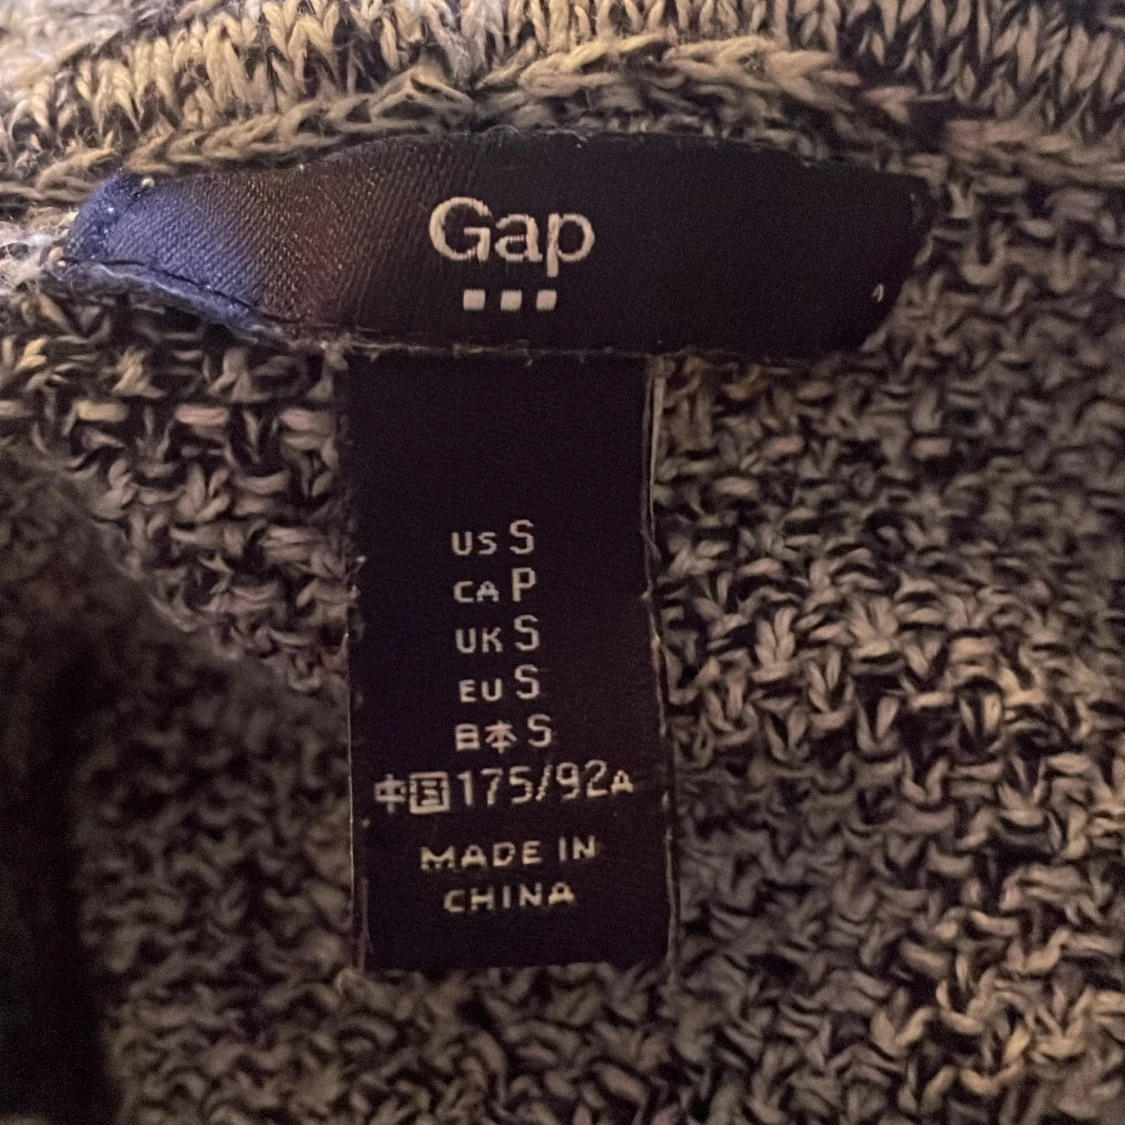 Gap
US S
CA P
UK S
EU S
日本 S
中国 175/92A
MADE IN
CHINA